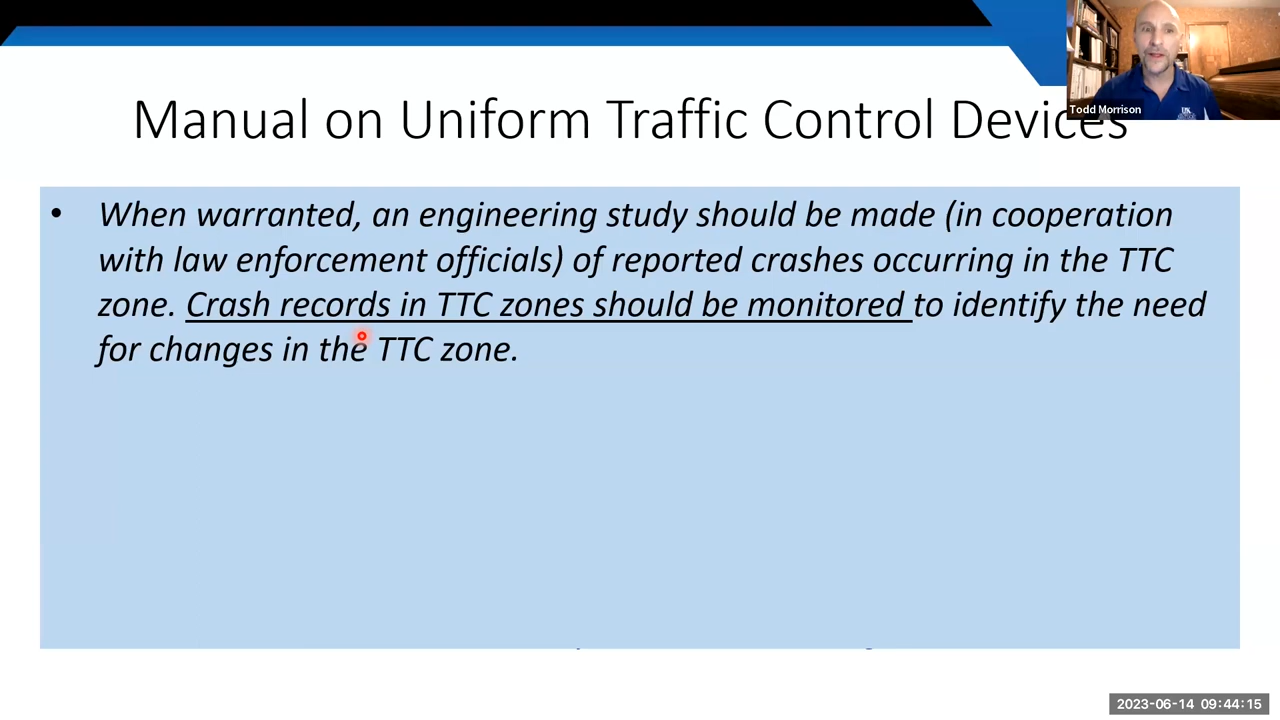 Todd Morrison
Manual on Uniform Traffic Control Devices
• When warranted, an engineering study should be made (in cooperation
with law enforcement officials) of reported crashes occurring in the TTC
zone. Crash records in TTC zones should be monitored to identify the need
for changes in the TTC zone.
2023-06-14 09:44:15